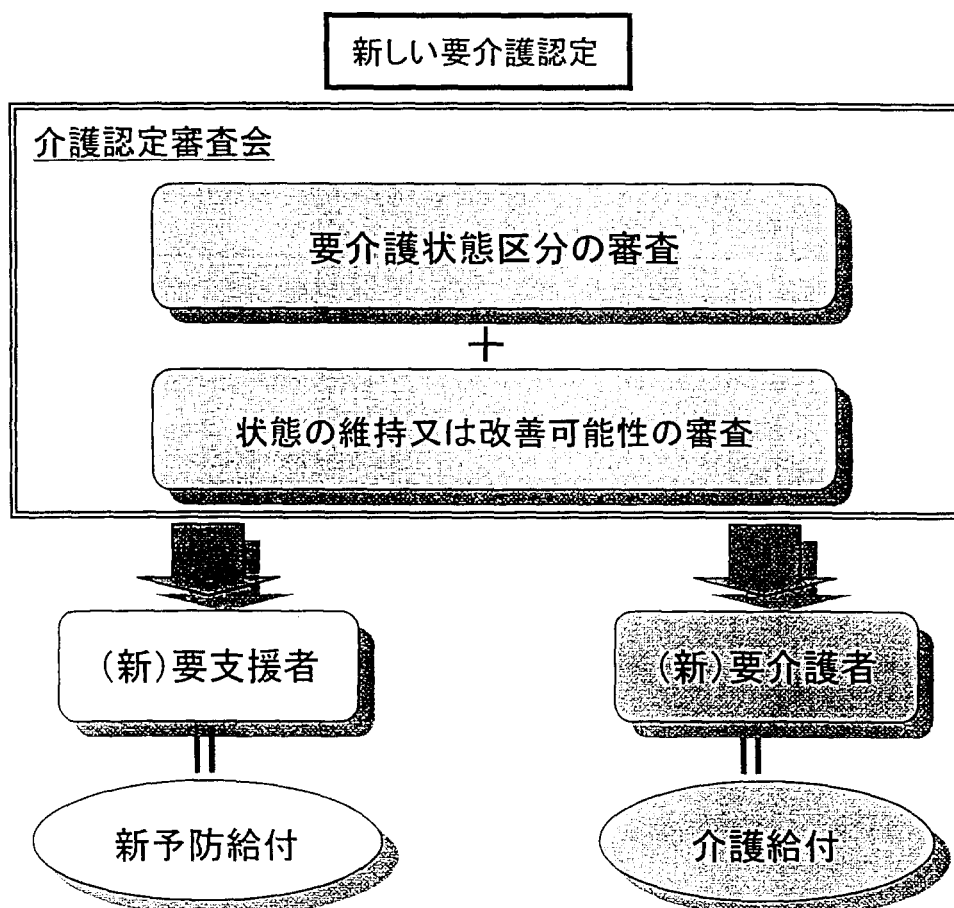 新しい要介護認定
介護認定審査会
要介護状態区分の審査
+
状態の維持又は改善可能性の審査
(新)要支援者
(新)要介護者
新予防給付
介護給付